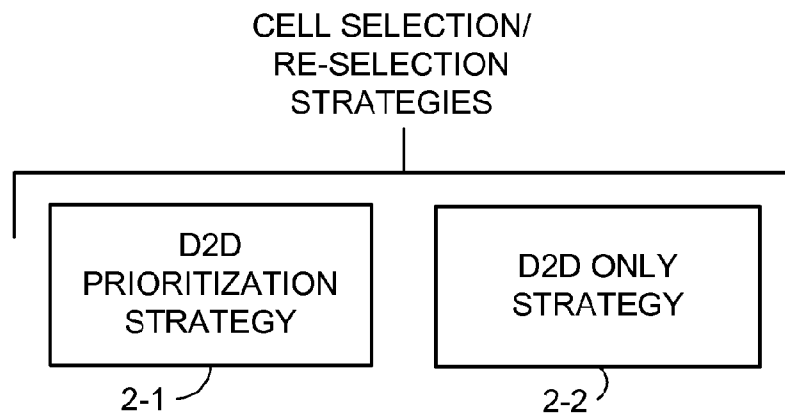 CELL SELECTION/
RE-SELECTION
STRATEGIES
D2D
PRIORITIZATION
STRATEGY
D2D ONLY
STRATEGY
2-1
2-2